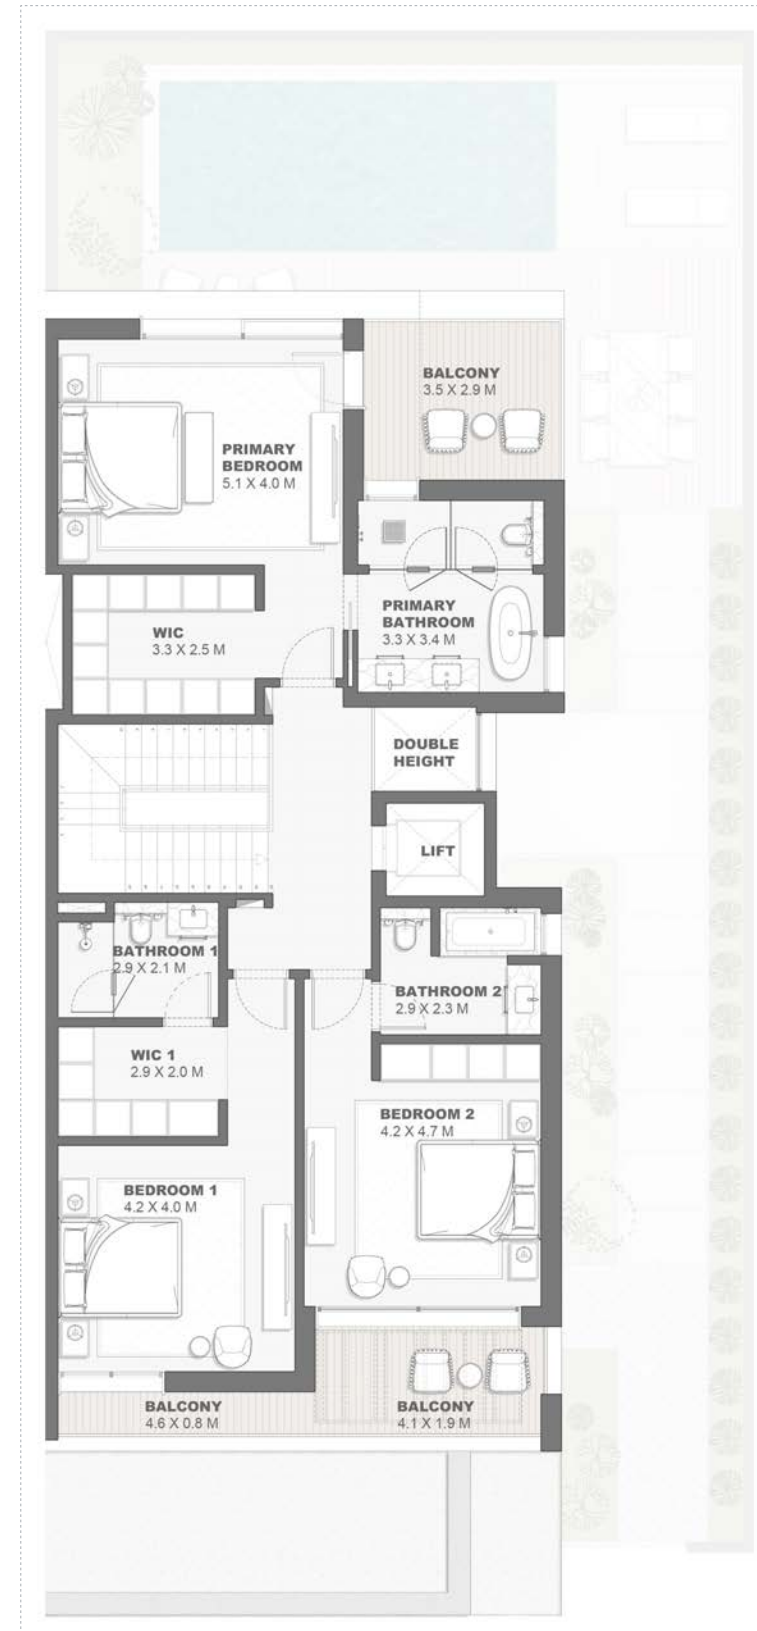 BALCONY
3.5 X 2.9 M
PRIMARY
BEDROOM
5.1 X 4.0 M
PRIMARY
BATHROOM
3.3 X 3.4 M
WIC
3.3 X 2.5 M
DOUBLE
HEIGHT
LIFT
BATHROOM 1
2.9 X 2.1 M
BATHROOM 2
2.9 X 2.3 M
WIC 1
2.9 X 2.0 M
BEDROOM 2
4.2 X 4.7 M
BEDROOM 1
4.2 X 4.0 M
BALCONY
4.6 X 0.8 M
BALCONY
4.1 X 1.9 M